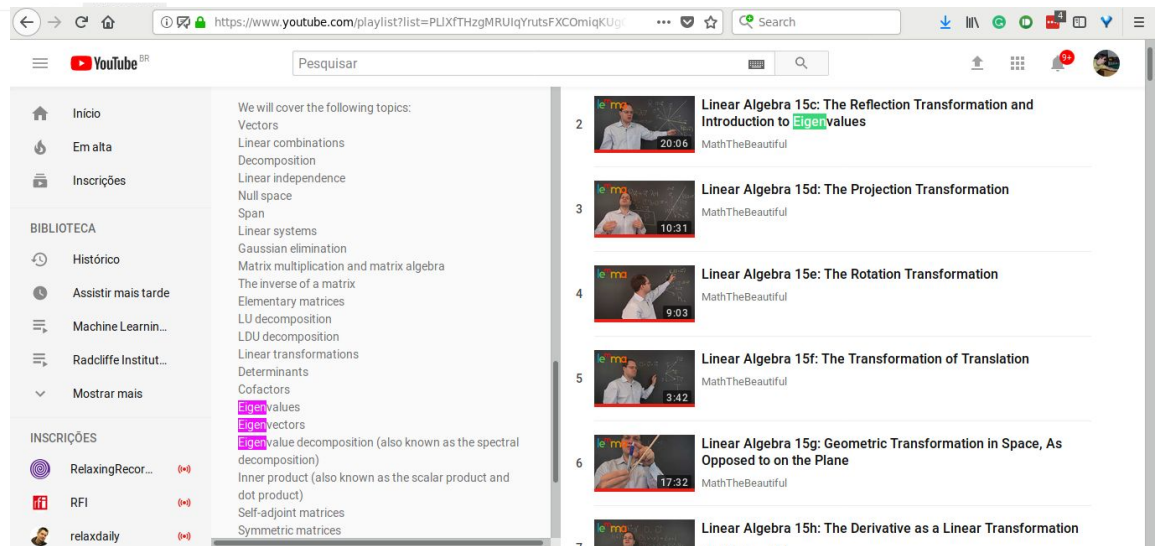 https://www.youtube.com/playlist?list=PLlXfTHzgMRUIqYrutsFXCOmiqKUg
Search
4
YouTube BR
Pesquisar
9+
Início
Em alta
Inscrições
BIBLIOTECA
Histórico
Assistir mais tarde
Machine Learnin...
Radcliffe Institut...
Mostrar mais
INSCRIÇÕES
RelaxingRecor...
rfi
RFI
relaxdaily
We will cover the following topics:
Vectors
Linear combinations
Decomposition
Linear independence
Null space
Span
Linear systems
Gaussian elimination
Matrix multiplication and matrix algebra
The inverse of a matrix
Elementary matrices
LU decomposition
LDU decomposition
Linear transformations
Determinants
Cofactors
Eigenvalues
Eigenvectors
Eigenvalue decomposition (also known as the spectral
decomposition)
Inner product (also known as the scalar product and
dot product)
Self-adjoint matrices
Symmetric matrices
2
20:06
Linear Algebra 15c: The Reflection Transformation and
Introduction to Eigenvalues
MathTheBeautiful
3
10:31
Linear Algebra 15d: The Projection Transformation
MathTheBeautiful
4
9:03
Linear Algebra 15e: The Rotation Transformation
MathTheBeautiful
5
3:42
Linear Algebra 15f: The Transformation of Translation
MathTheBeautiful
6
17:32
Linear Algebra 15g: Geometric Transformation in Space, As
Opposed to on the Plane
MathTheBeautiful
Linear Algebra 15h: The Derivative as a Linear Transformation